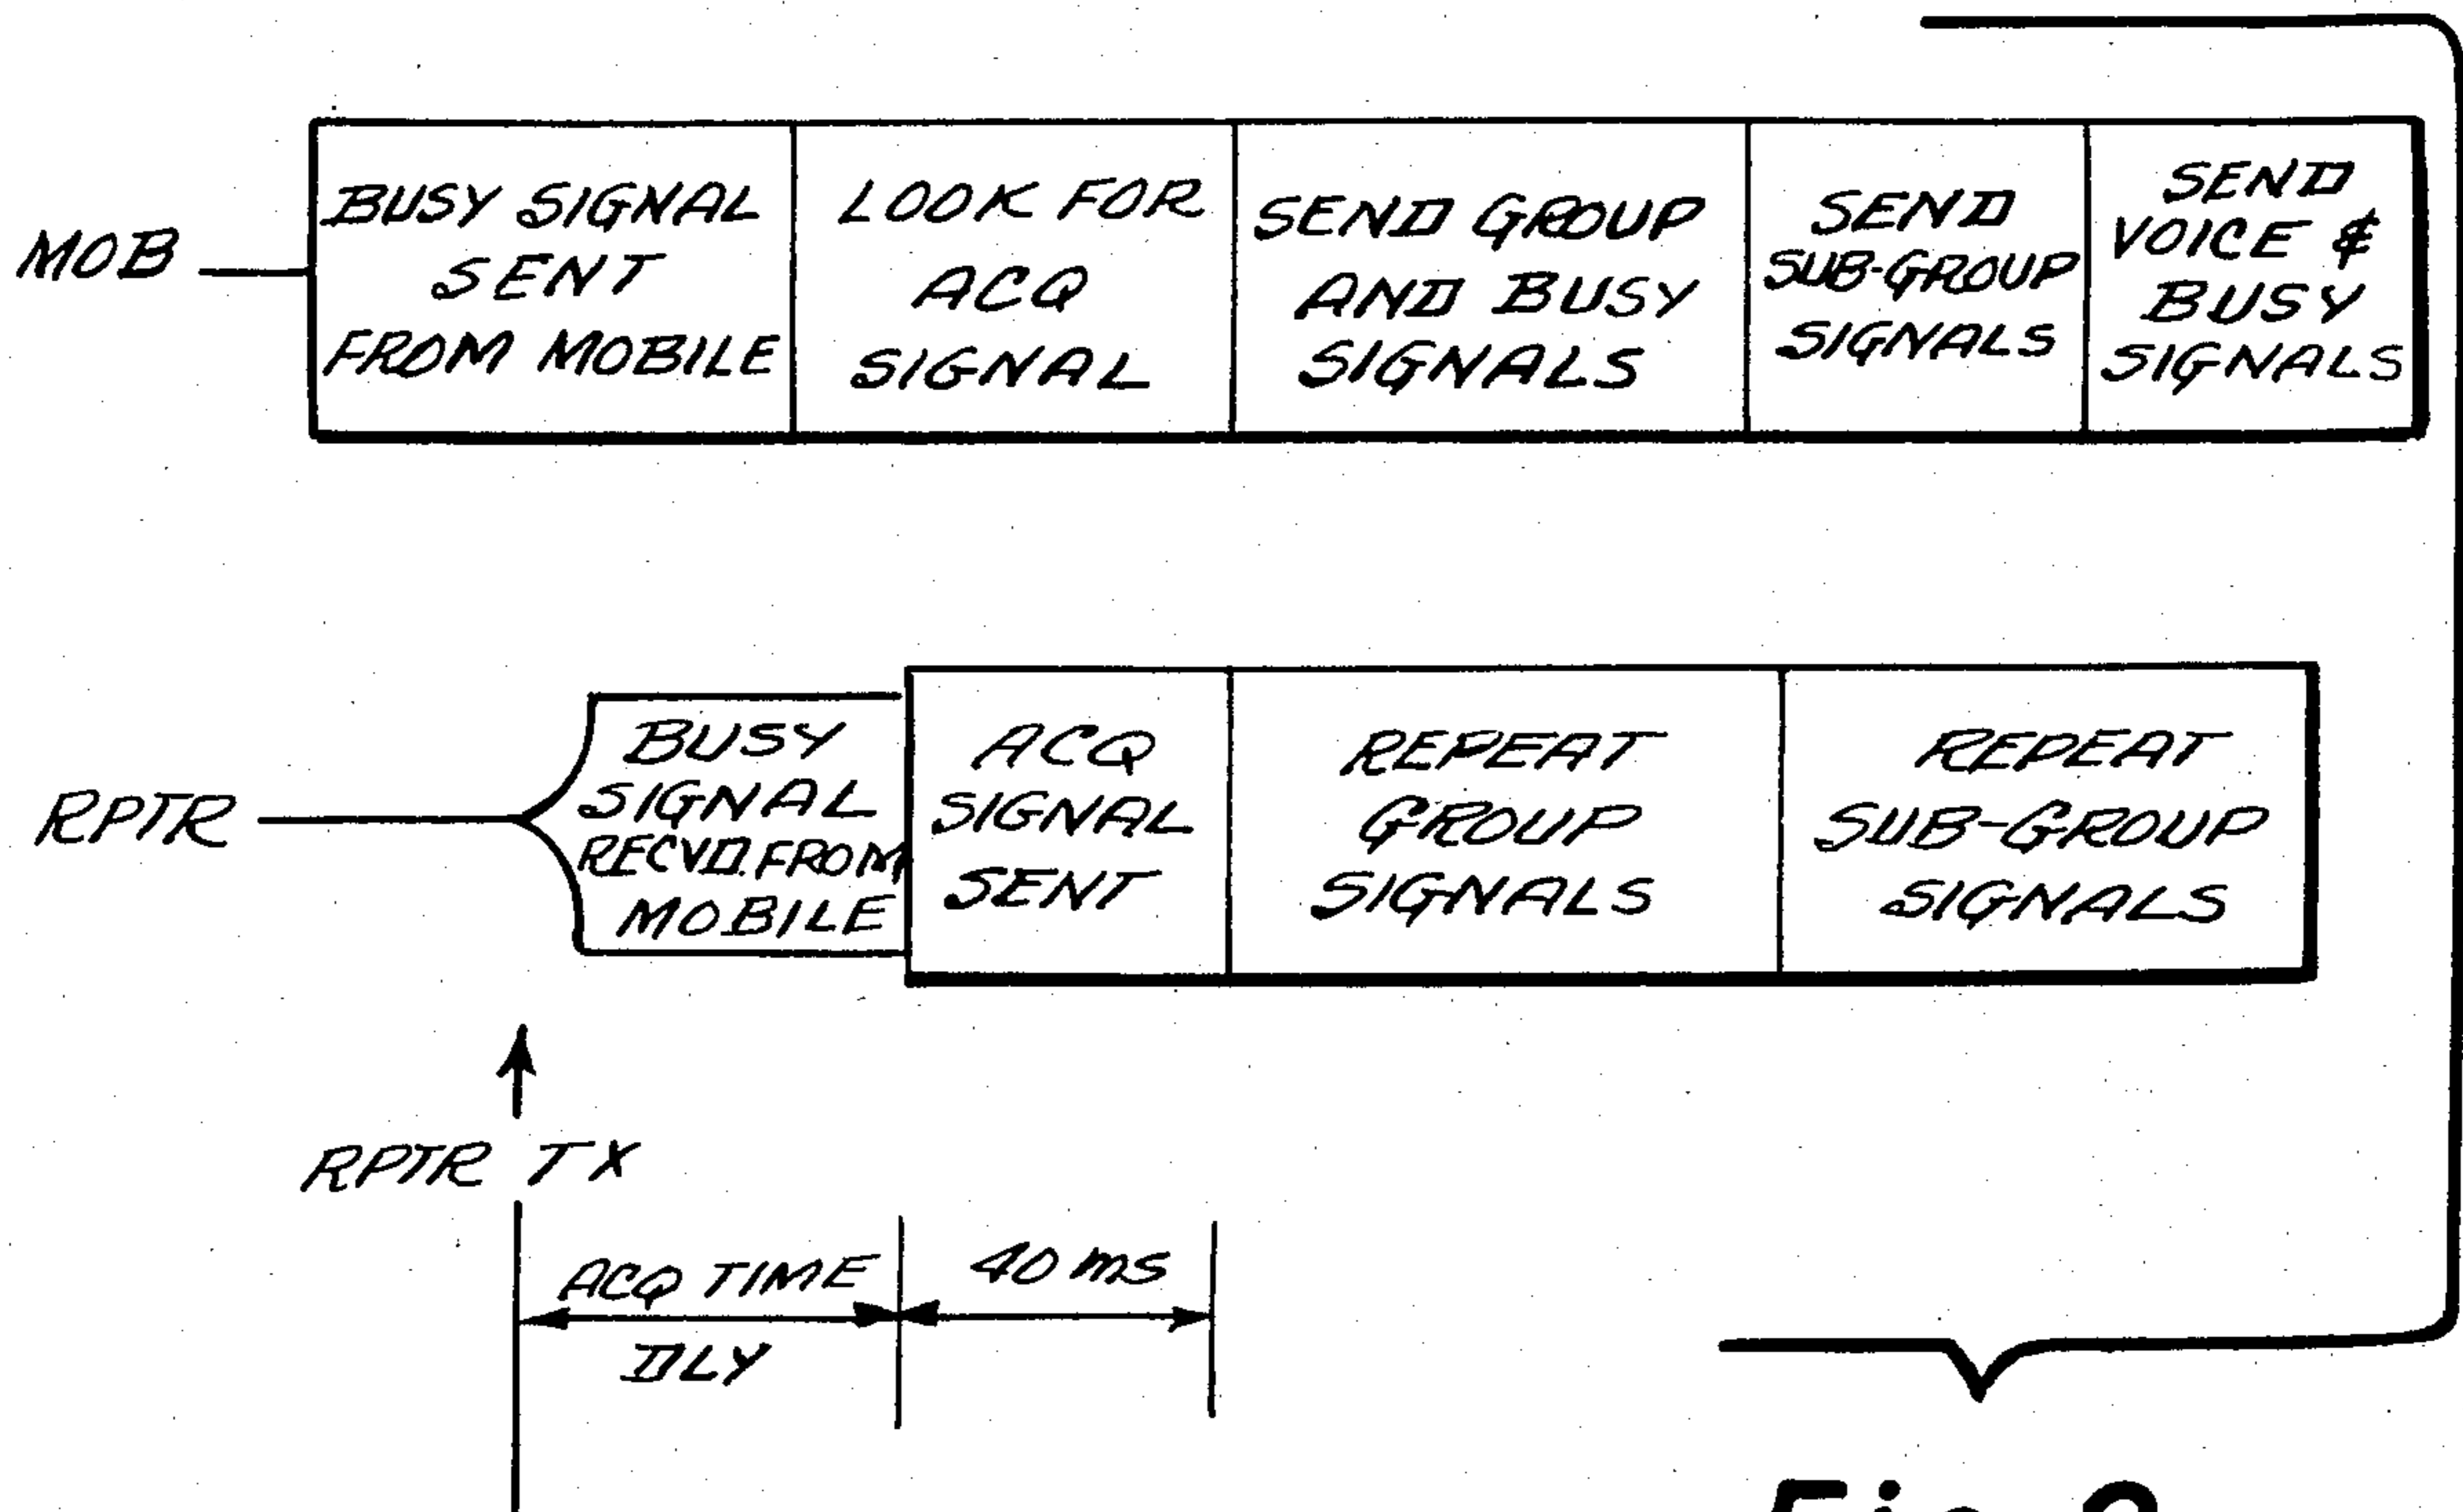 MOB
BUSY SIGNAL
SENT
FROM MOBILE
LOOK FOR
ACQ
SIGNAL
SEND GROUP
AND BUSY
SIGNALS
SEND
SUB-GROUP
SIGNALS
SEND
VOICE &
BUSY
SIGNALS
RPTR
BUSY
SIGNAL
RECVD. FROM
MOBILE
ACQ
SIGNAL
SENT
REPEAT
GROUP
SIGNALS
REPEAT
SUB-GROUP
SIGNALS
RPTR TX
ACQ TIME
DLY
40 ms